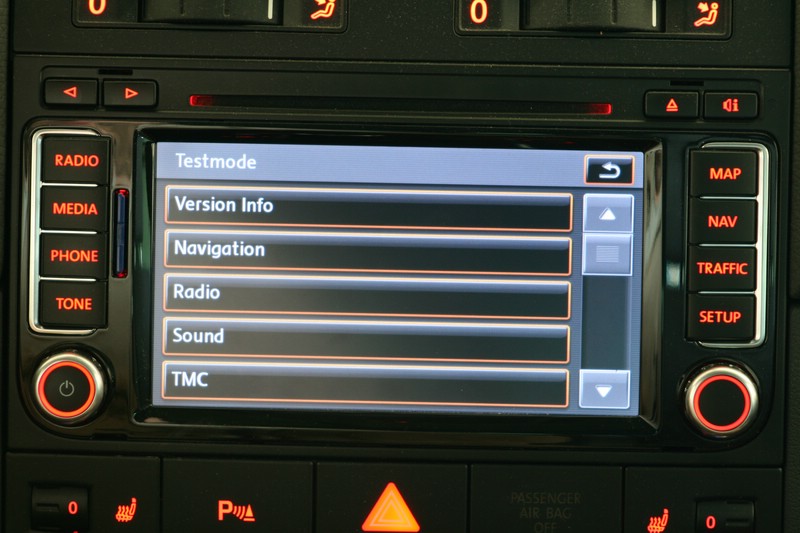 0
0
RADIO
MEDIA
PHONE
TONE
Testmode
Version Info
Navigation
Radio
Sound
TMC
MAP
NAV
TRAFFIC
SETUP
0
P
PASSENGER
AIR BAG
OFF
0